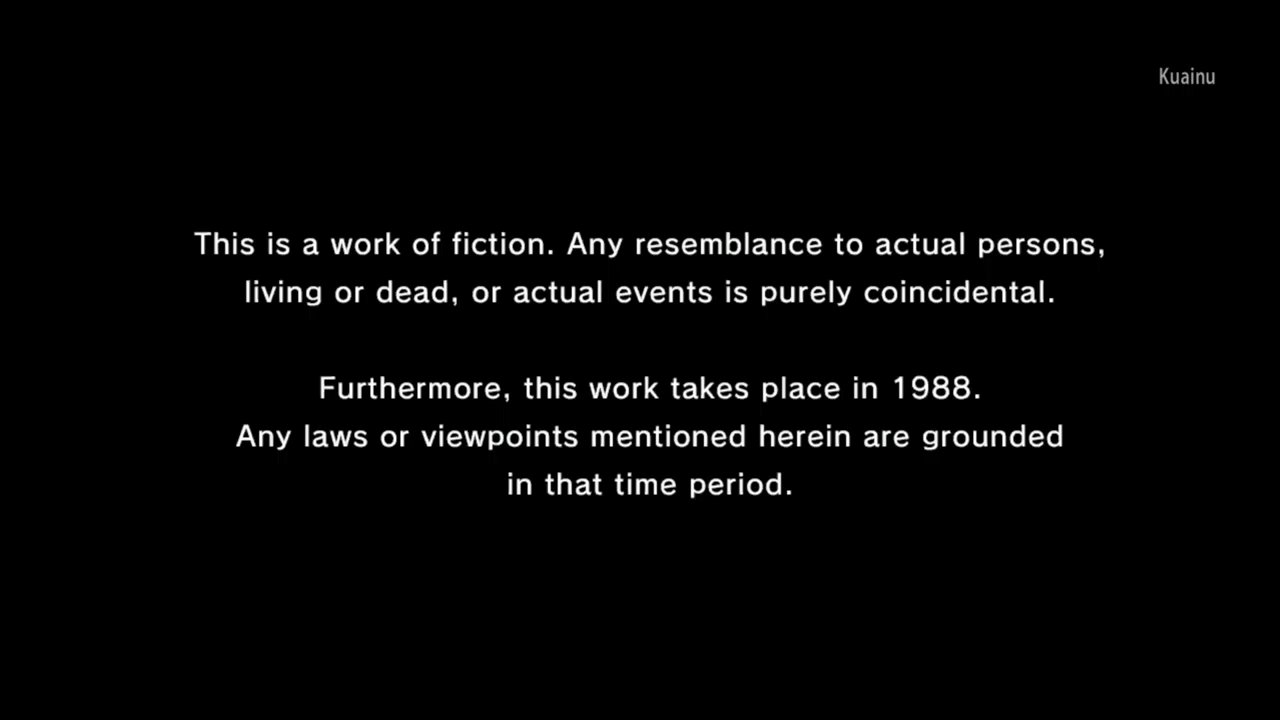 Kuainu
This is a work of fiction. Any resemblance to actual persons,
living or dead, or actual events is purely coincidental.
Furthermore, this work takes place in 1988.
Any laws or viewpoints mentioned herein are grounded
in that time period.